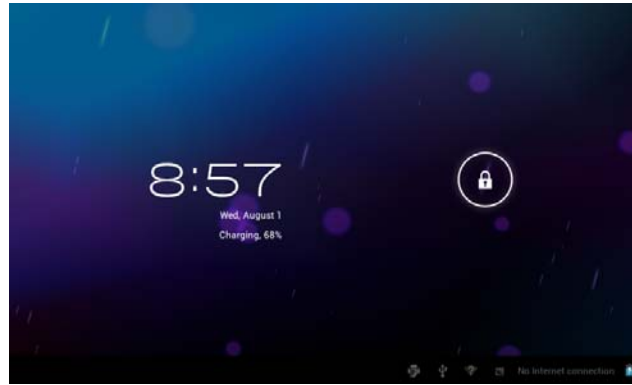 8:57
Wed, August 1
Charging, 68%
No Internet connection